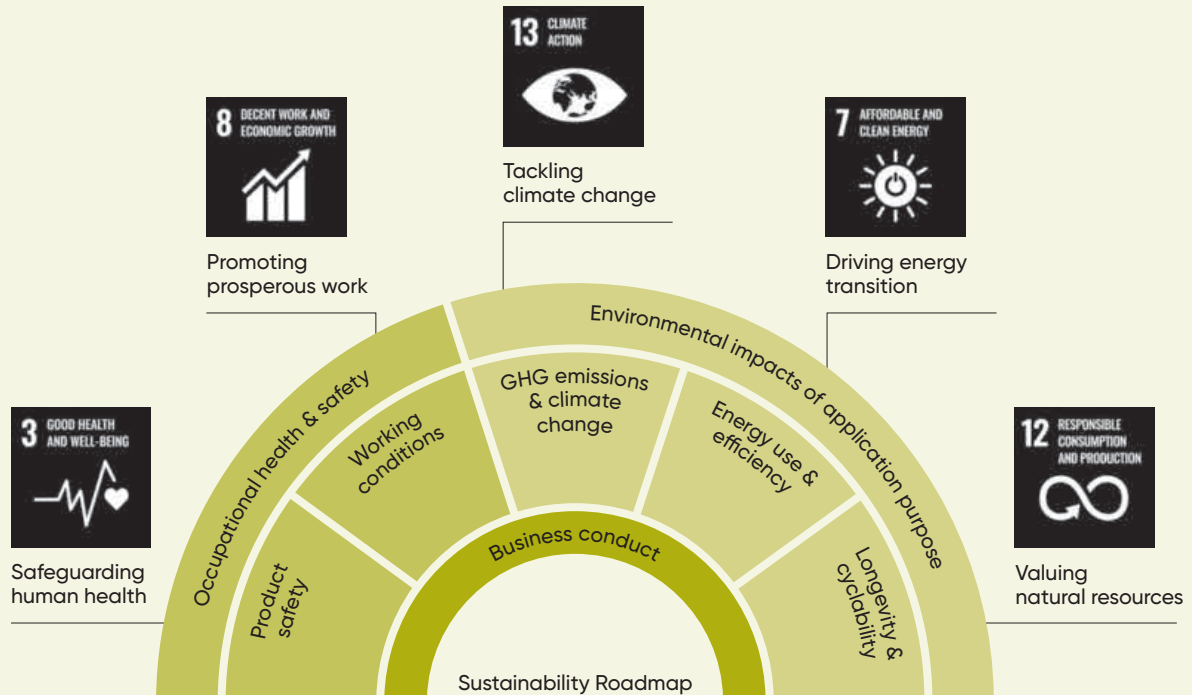 13 CLIMATE
ACTION
Tackling
climate change
8 DECENT WORK AND
ECONOMIC GROWTH
Promoting
prosperous work
7 AFFORDABLE AND
CLEAN ENERGY
Driving energy
transition
3 GOOD HEALTH
AND WELL-BEING
Safeguarding
human health
12 RESPONSIBLE
CONSUMPTION
AND PRODUCTION
Valuing
natural resources
Occupational health & safety
Environmental impacts of application purpose
Product
safety
Working
conditions
GHG emissions
& climate
change
Energy use &
efficiency
Longevity &
cyclability
Business conduct
Sustainability Roadmap